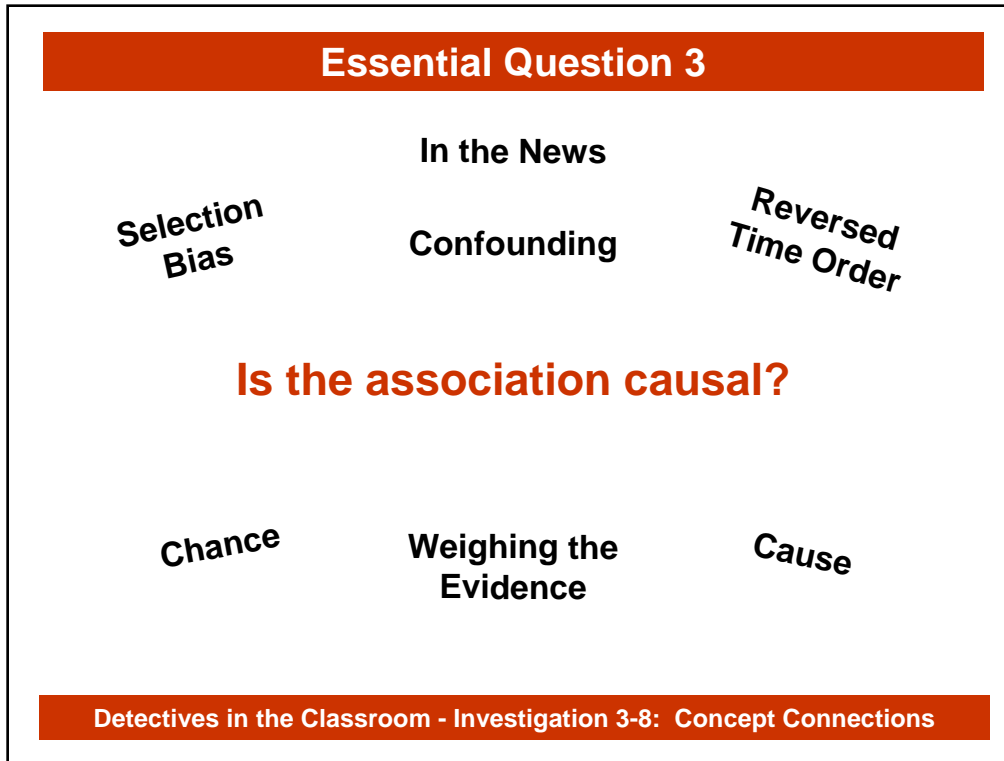 Essential Question 3
In the News
Selection
Bias
Confounding
Reversed
Time Order
Is the association causal?
Chance
Weighing the
Evidence
Cause
Detectives in the Classroom - Investigation 3-8:  Concept Connections